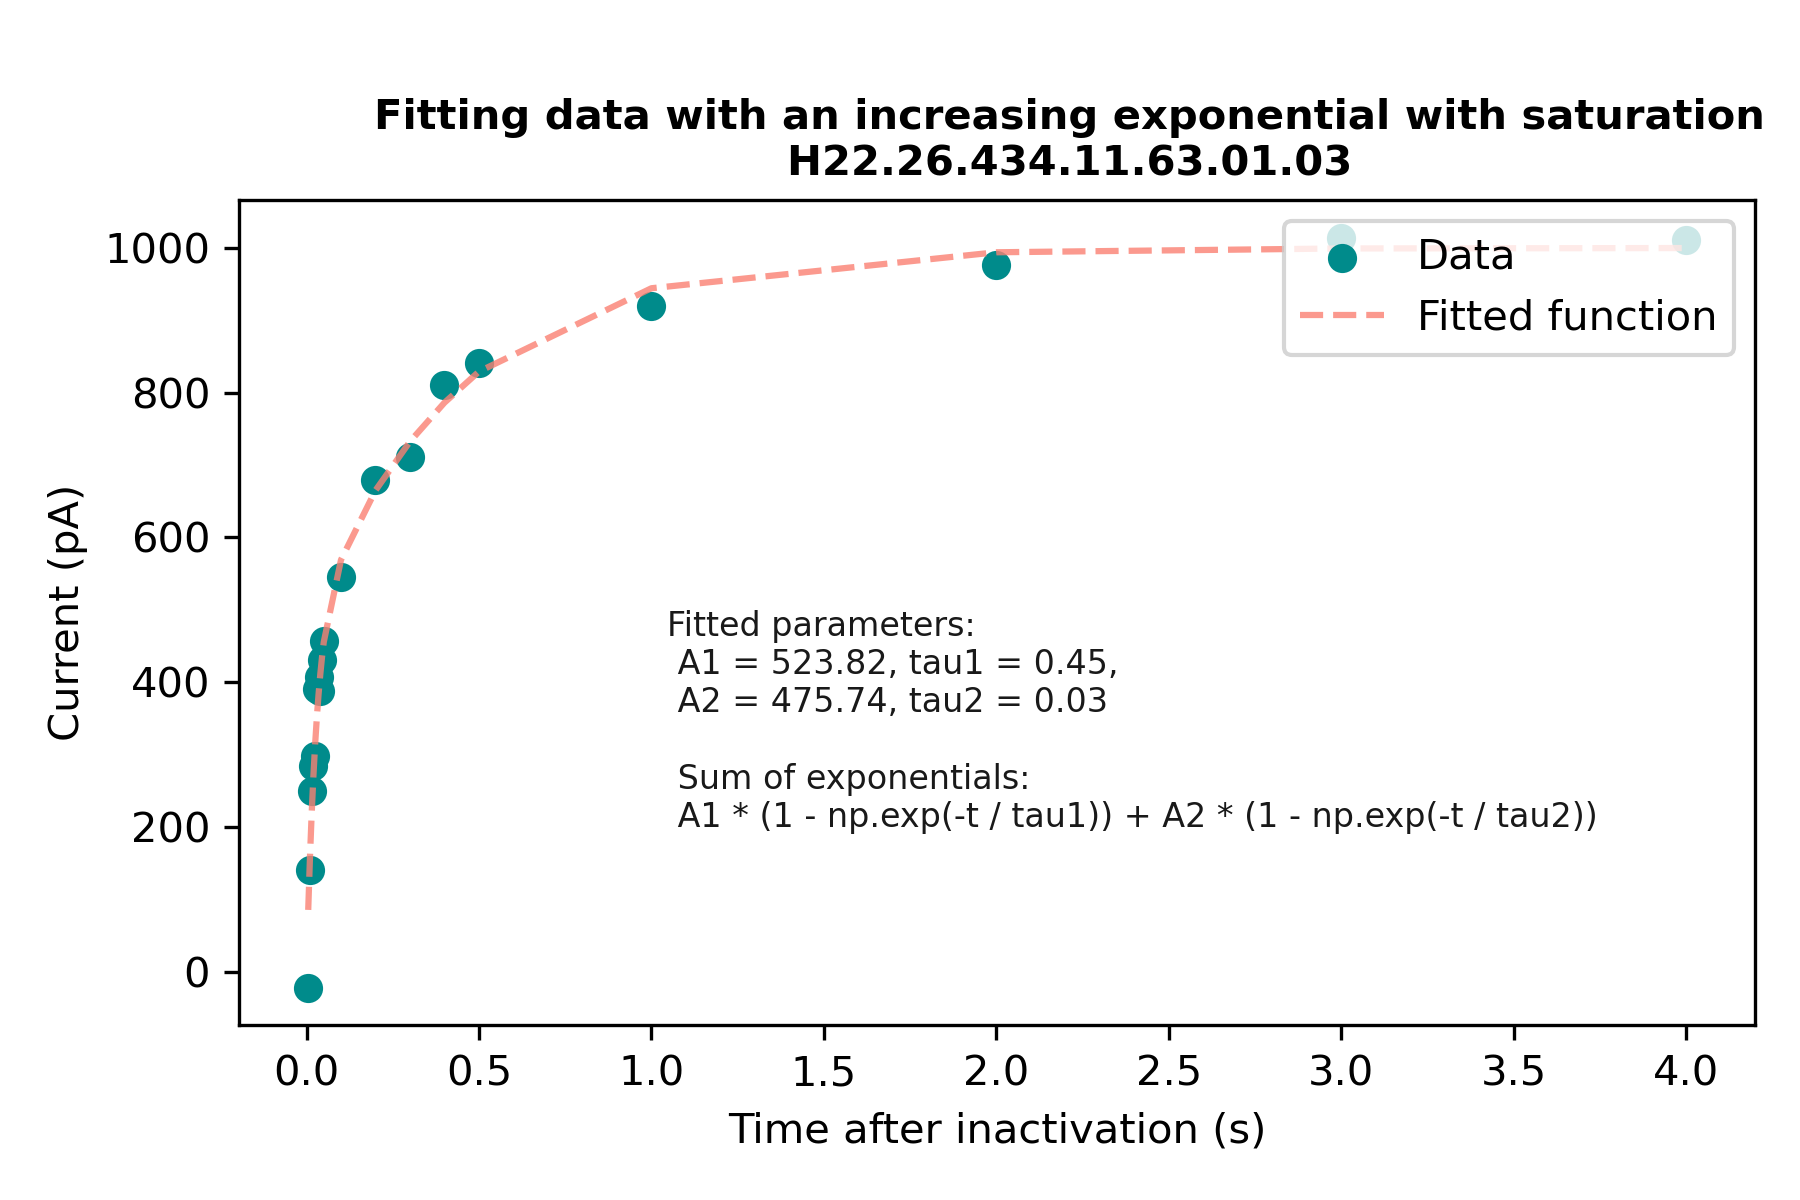 Fitting data with an increasing exponential with saturation
H22.26.434.11.63.01.03
1000
800
600
400
200
0
Current (pA)
Data
Fitted function
Fitted parameters:
A1 = 523.82, tau1 = 0.45,
A2 = 475.74, tau2 = 0.03
Sum of exponentials:
A1 * (1 - np.exp(-t / tau1)) + A2 * (1 - np.exp(-t / tau2))
0.0 0.5 1.0 1.5 2.0 2.5 3.0 3.5 4.0
Time after inactivation (s)